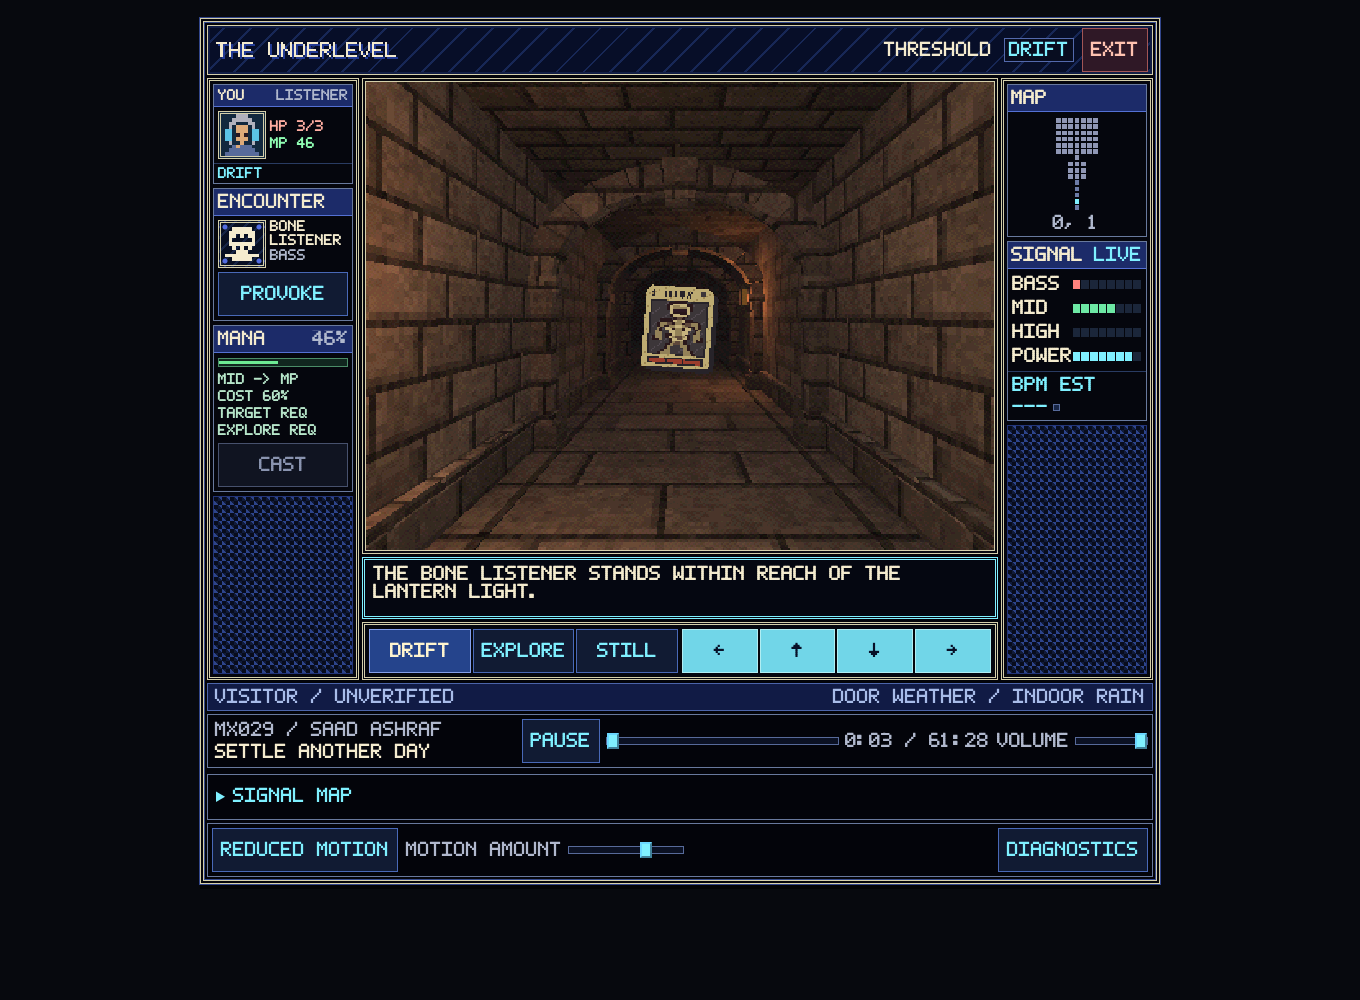 THE UNDERLEVEL
THRESHOLD DRIFT EXIT
YOU LISTENER
HP 3/3
MP 46
DRIFT
ENCOUNTER
BONE
LISTENER
BASS
PROVOKE
MANA 46%
MID -> MP
COST 60%
TARGET REQ
EXPLORE REQ
CAST
THE BONE LISTENER STANDS WITHIN REACH OF THE
LANTERN LIGHT.
DRIFT EXPLORE STILL ← ↑ ↓ →
MAP
0, 1
SIGNAL LIVE
BASS
MID
HIGH
POWER
BPM EST
---
VISITOR / UNVERIFIED
DOOR WEATHER / INDOOR RAIN
MX029 / SAAD ASHRAF
SETTLE ANOTHER DAY
PAUSE 0:03 / 61:28 VOLUME
▶ SIGNAL MAP
REDUCED MOTION MOTION AMOUNT DIAGNOSTICS